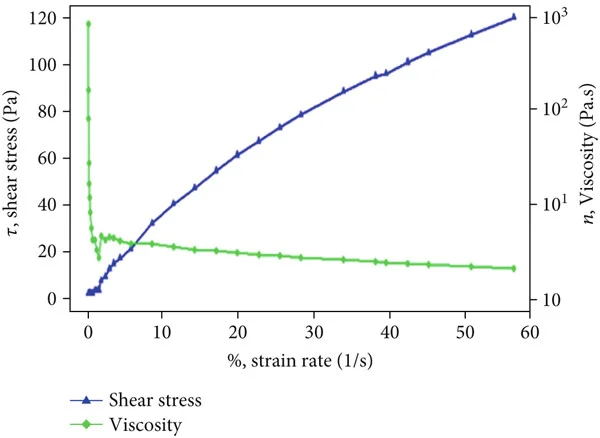 τ, shear stress (Pa)
120
100
80
60
40
20
0
10³
10²
10¹
10
n, Viscosity (Pa.s)
0 10 20 30 40 50 60
%, strain rate (1/s)
Shear stress
Viscosity